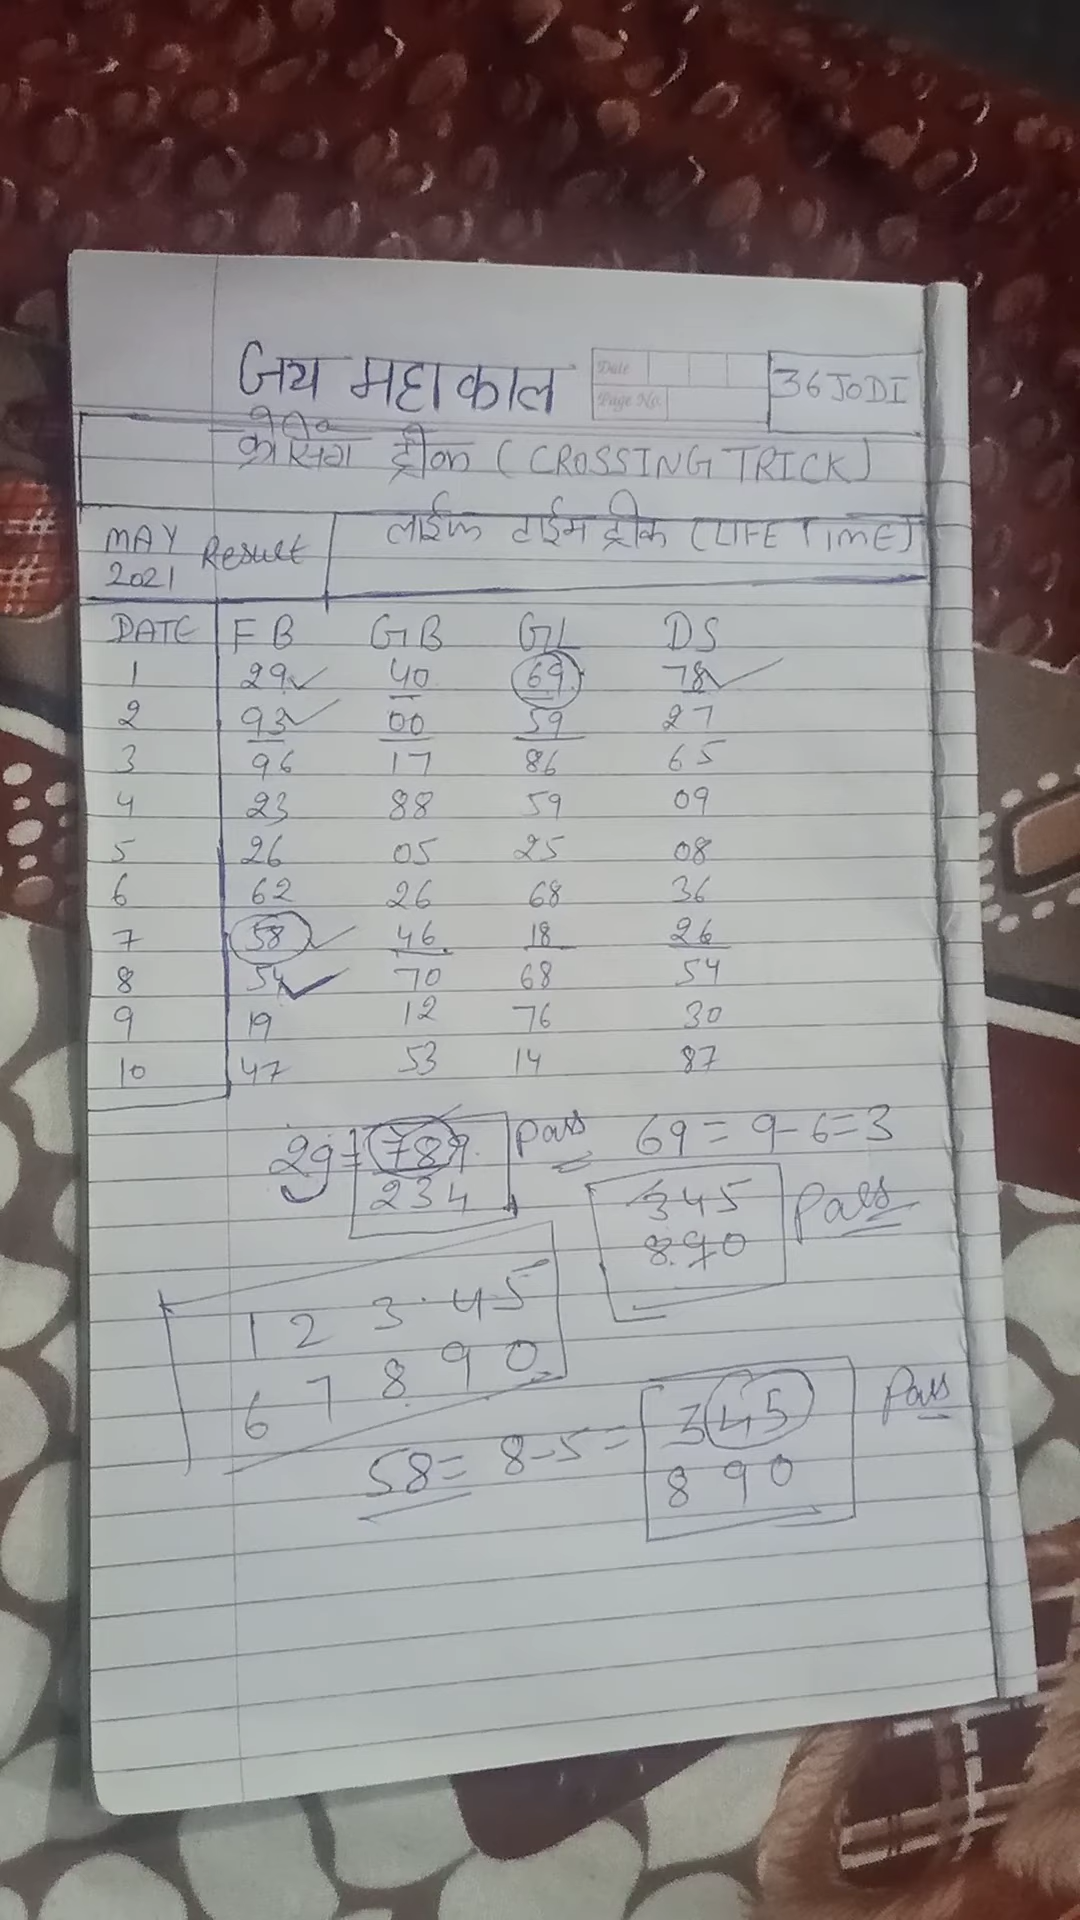 जय महाकाल
Date
Page No.
36 JODI
क्रोसिंग ट्रीक (CROSSING TRICK)
MAY 2021 Result
लाईफ टाईम ट्रीक (LIFE TIME)
DATE FB GB GL DS
1 29 40 69 78
2 93 00 59 27
3 96 17 86 65
4 23 88 59 09
5 26 05 25 08
6 62 26 68 36
7 58 46 18 26
8 54 70 68 54
9 19 12 76 30
10 47 53 14 87
29= 789 Pass
234
69 = 9-6=3
345
890
Pass
1 2 3 4 5
6 7 8 9 0
58= 8-5= 345 Pass
890